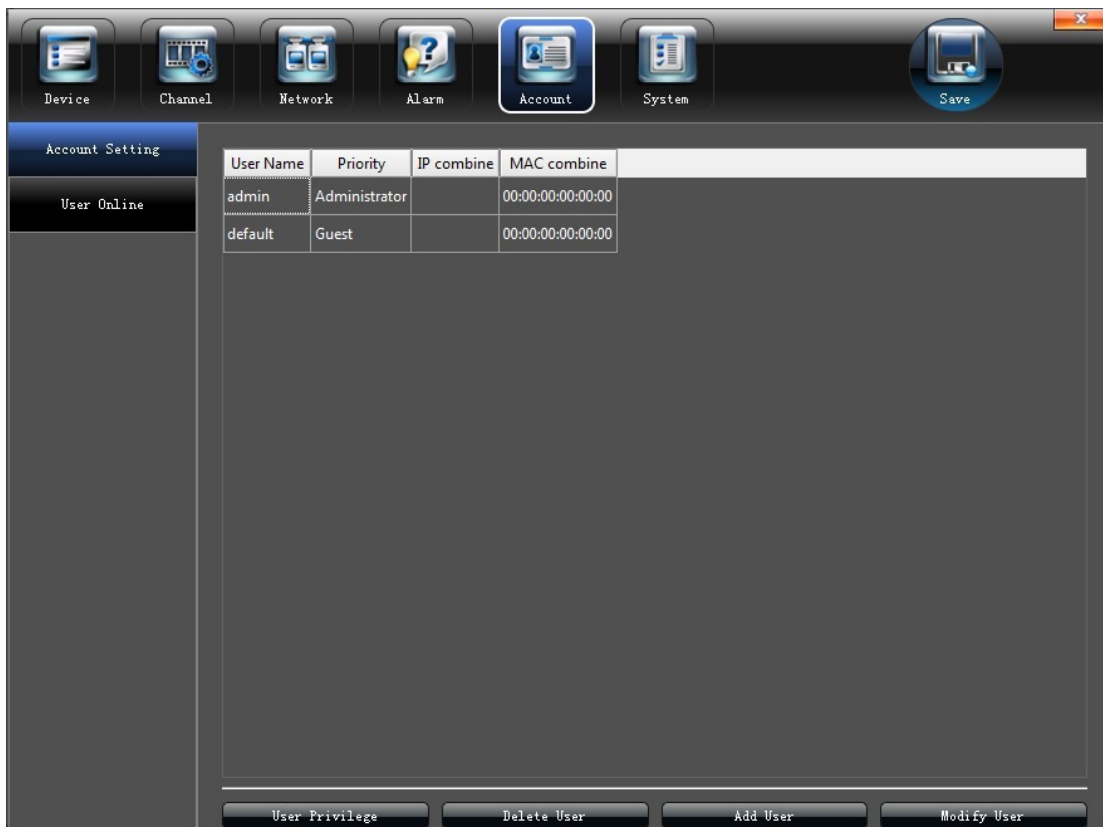 Device Channel Network Alarm Account System Save
Account Setting
User Online
User Name Priority IP combine MAC combine
admin Administrator 00:00:00:00:00:00
default Guest 00:00:00:00:00:00
User Privilege Delete User Add User Modify User